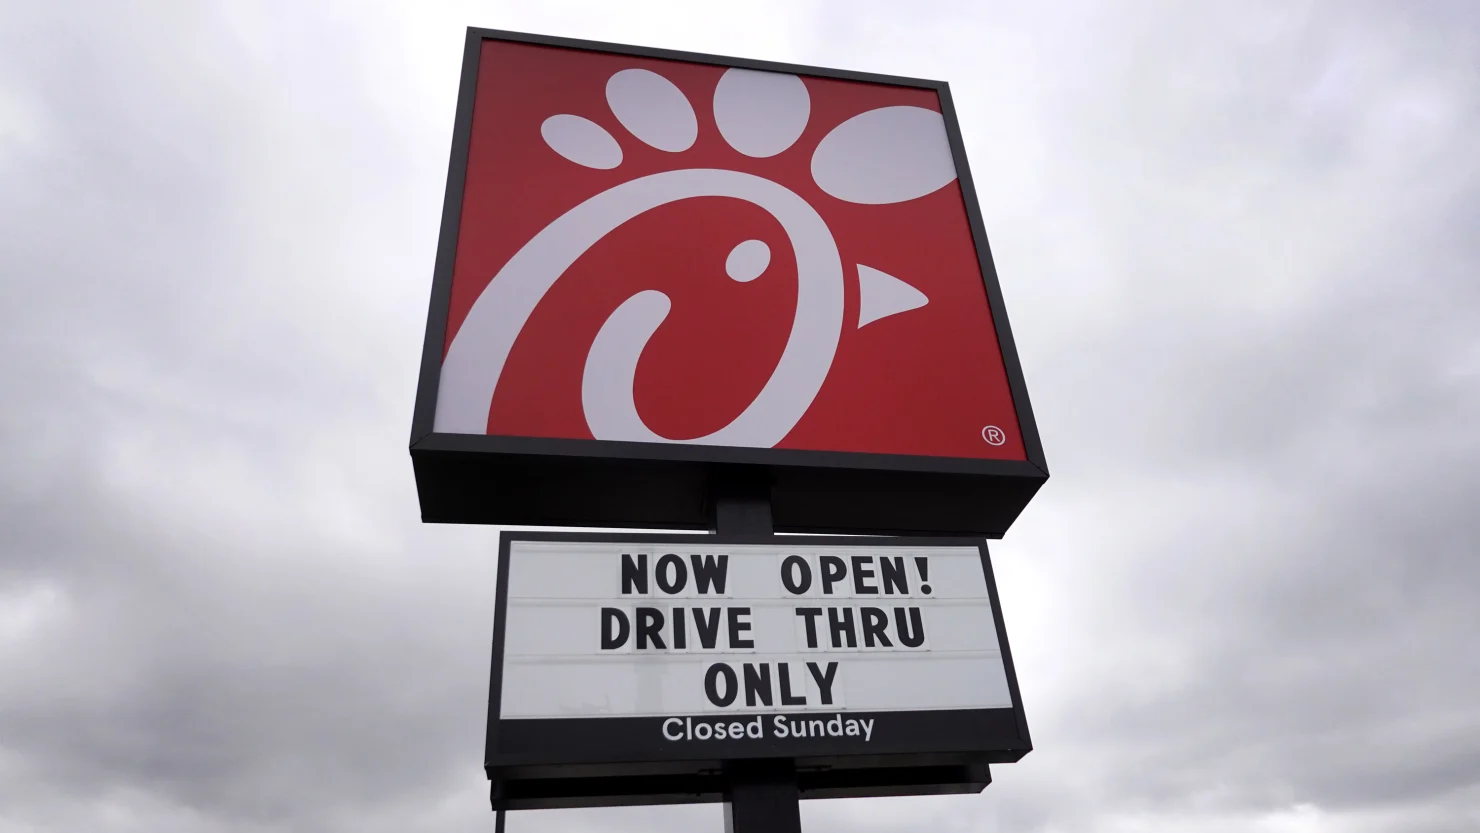 ®
NOW OPEN!
DRIVE THRU
ONLY
Closed Sunday